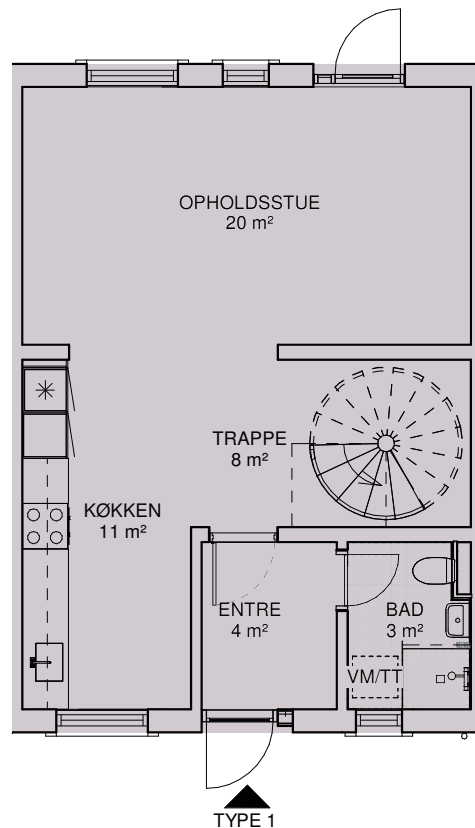 OPHOLDSSTUE
20 m²
TRAPPE
8 m²
KØKKEN
11 m²
ENTRE
4 m²
BAD
3 m²
VM/TT
TYPE 1